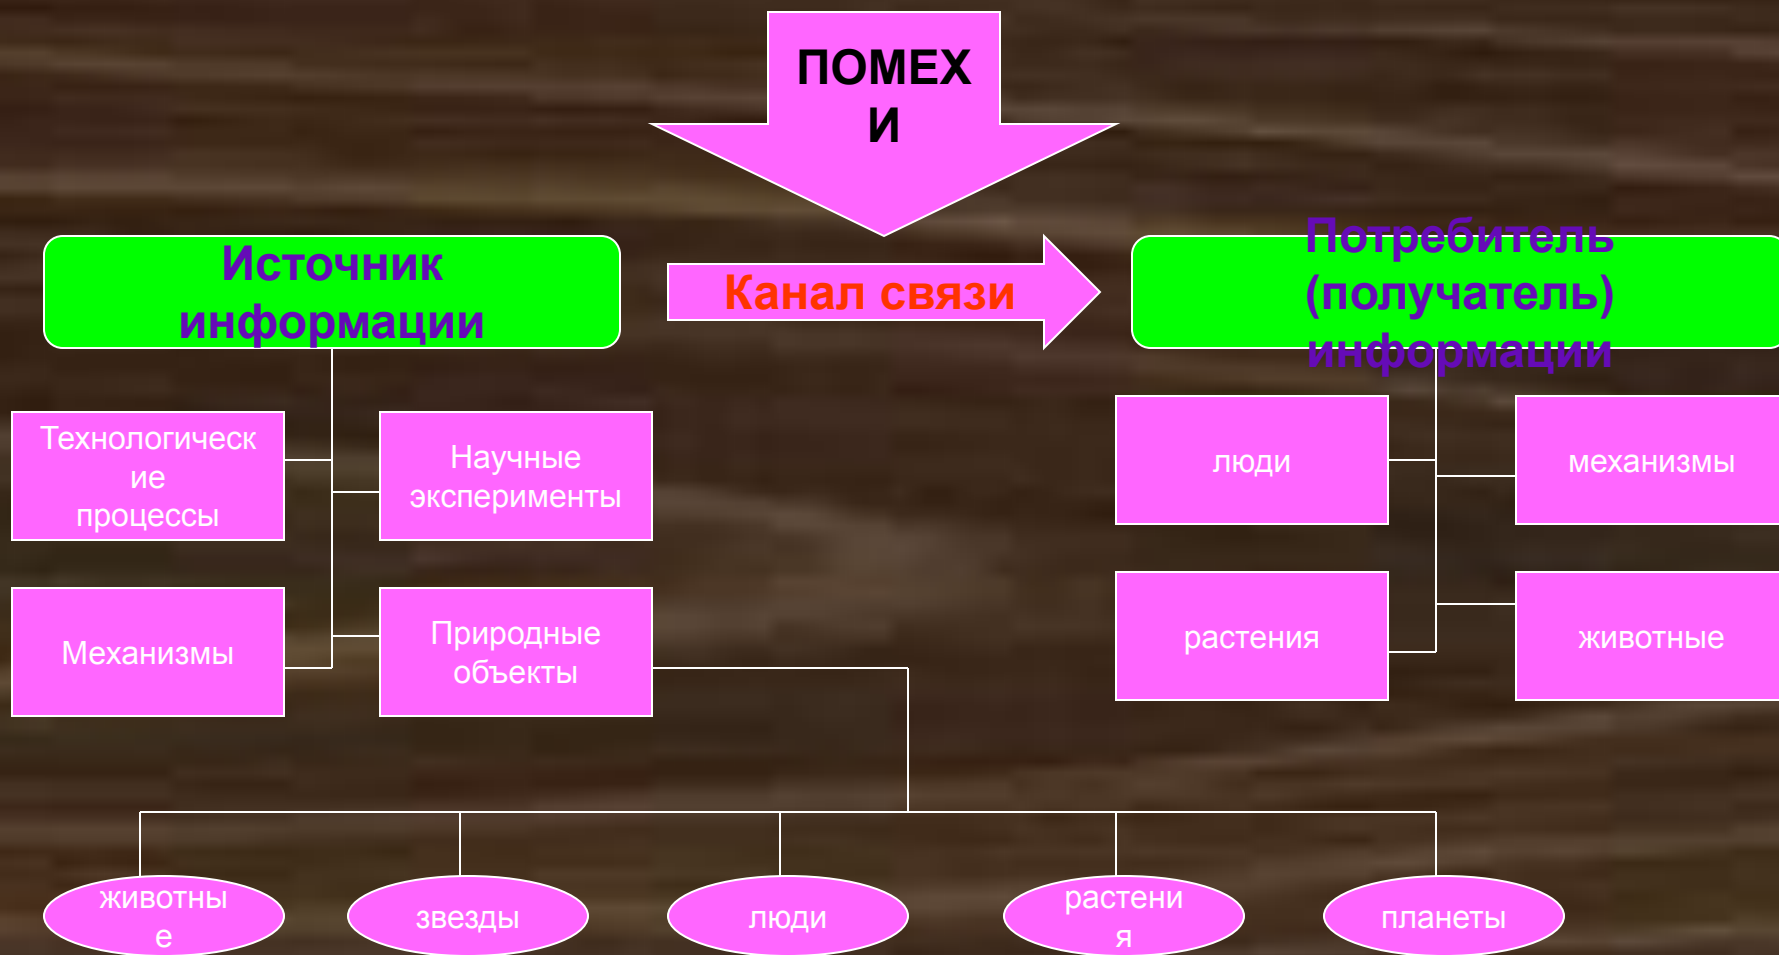 ПОМЕХ
И
Источник
информации
Канал связи
Потребитель
(получатель)
информации
Технологическ
ие
процессы
Научные
эксперименты
люди
механизмы
Механизмы
Природные
объекты
растения
животные
животны
е
звезды
люди
растени
я
планеты